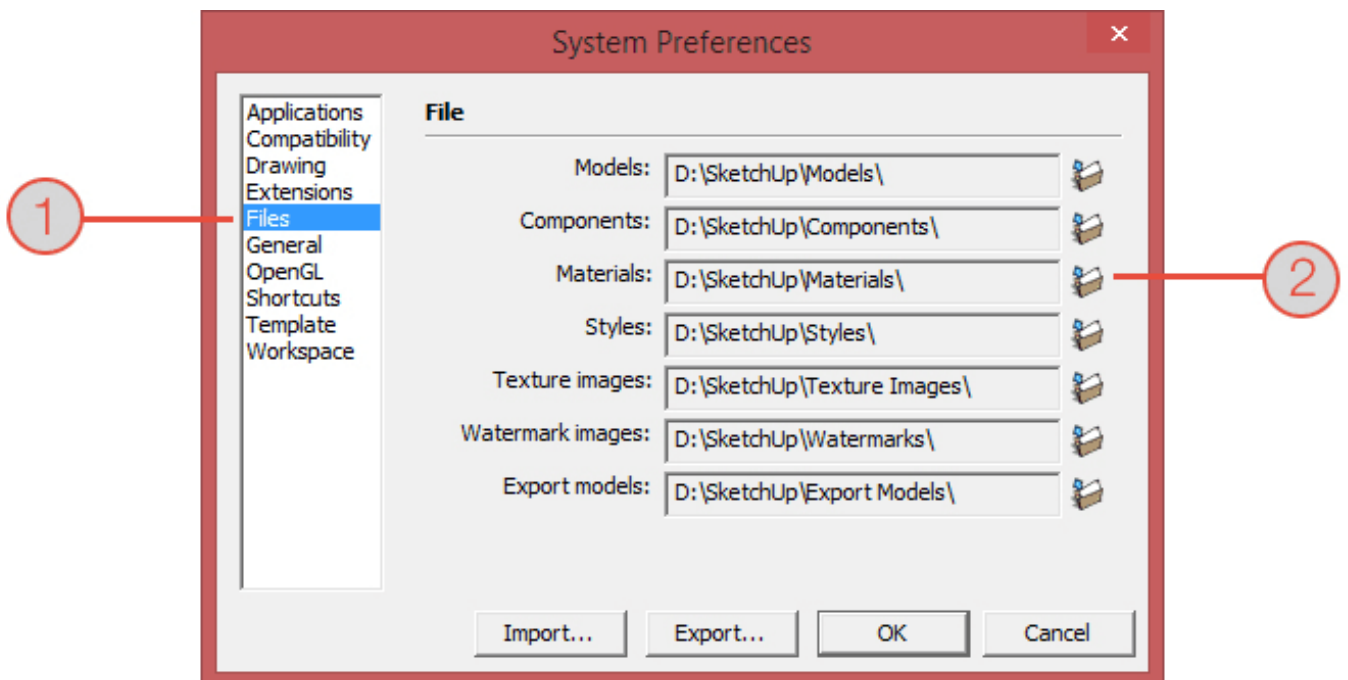 System Preferences
Applications
Compatibility
Drawing
Extensions
Files
General
OpenGL
Shortcuts
Template
Workspace
File
Models: D:\SketchUp\Models\
Components: D:\SketchUp\Components\
Materials: D:\SketchUp\Materials\
Styles: D:\SketchUp\Styles\
Texture images: D:\SketchUp\Texture Images\
Watermark images: D:\SketchUp\Watermarks\
Export models: D:\SketchUp\Export Models\
Import... Export... OK Cancel
1
2